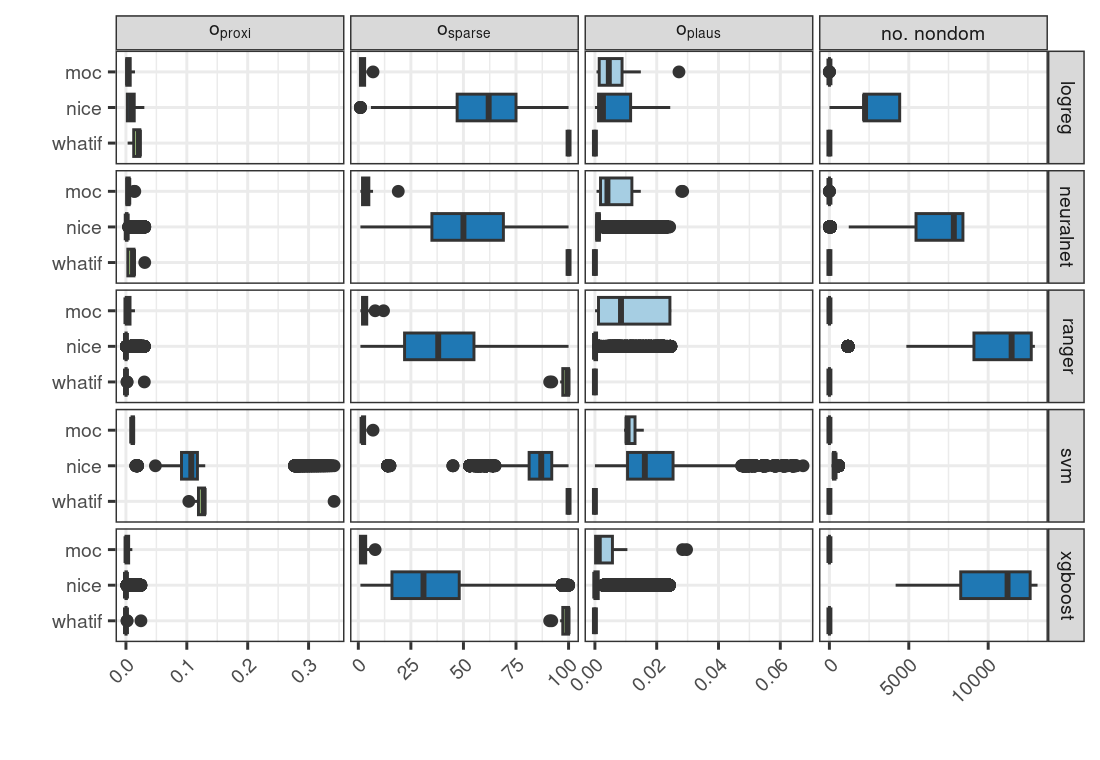 o_proxi o_sparse o_plaus no. nondom
moc
nice
whatif
logreg
moc
nice
whatif
neuralnet
moc
nice
whatif
ranger
moc
nice
whatif
svm
moc
nice
whatif
xgboost
0.0 0.1 0.2 0.3 0 25 50 75 100 0.00 0.02 0.04 0.06 0 5000 10000